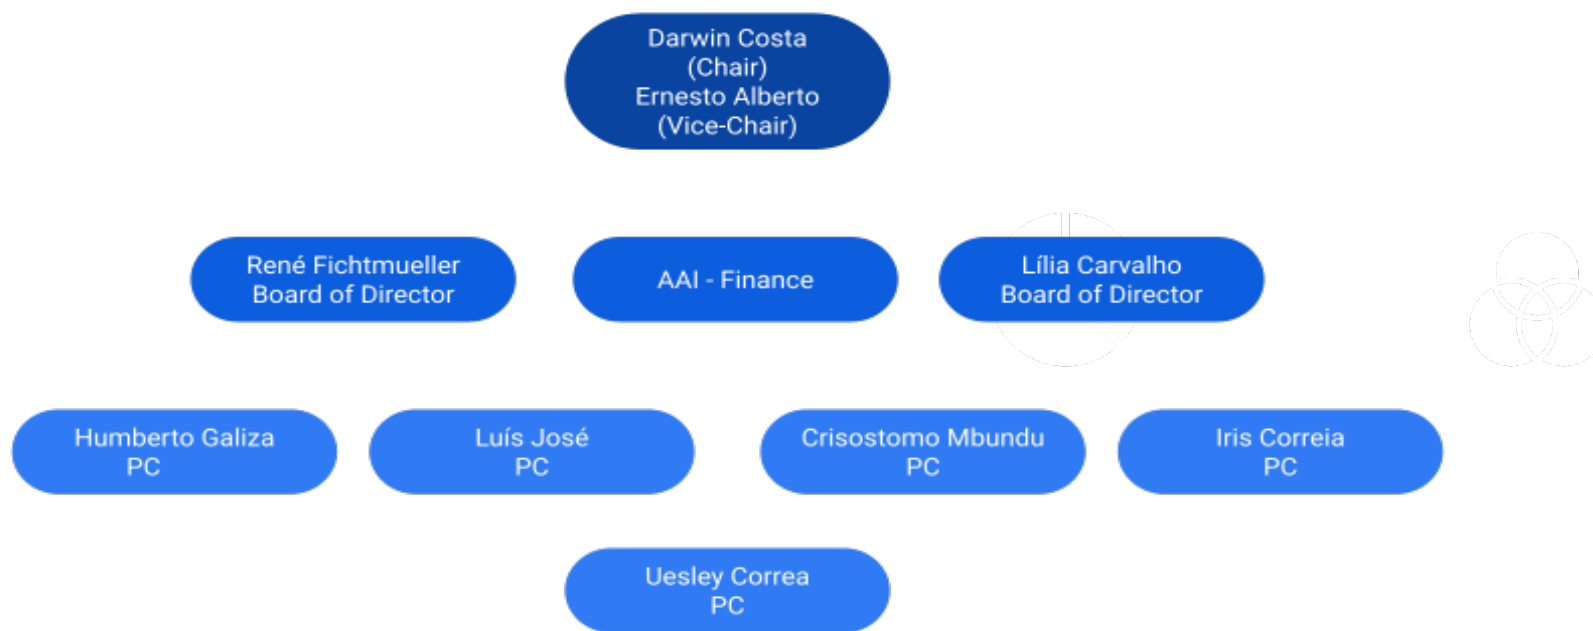 Darwin Costa
(Chair)
Ernesto Alberto
(Vice-Chair)
René Fichtmueller
Board of Director
AAI - Finance
Lília Carvalho
Board of Director
Humberto Galiza
PC
Luís José
PC
Crisostomo Mbundu
PC
Iris Correia
PC
Uesley Correa
PC